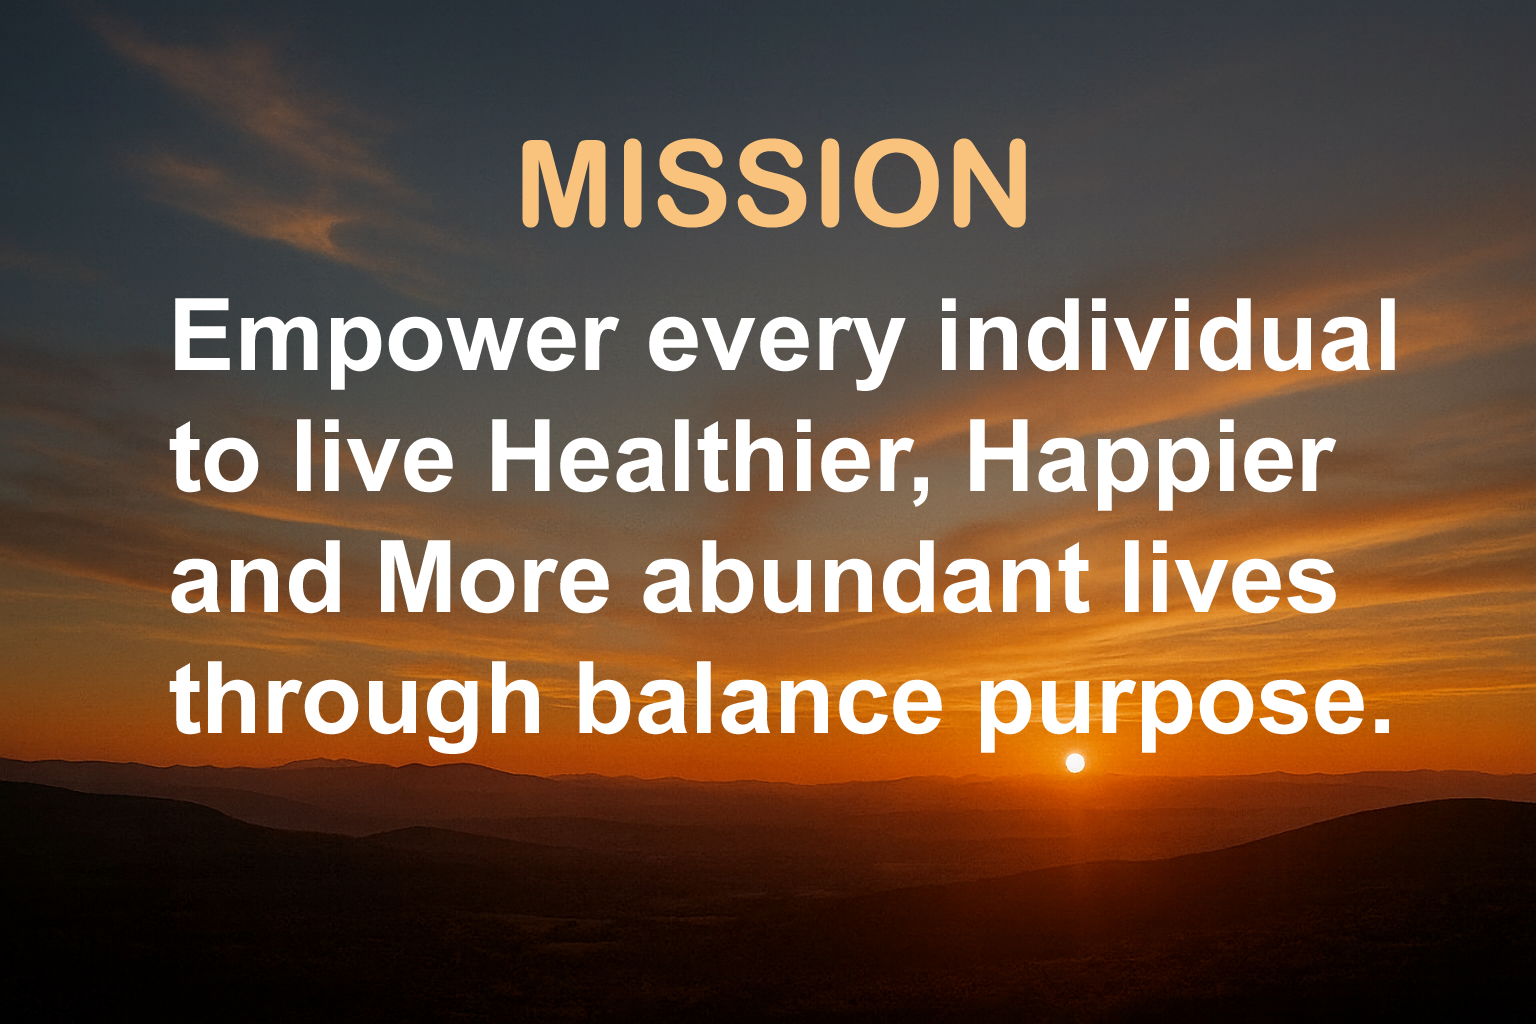 MISSION
Empower every individual
to live Healthier, Happier
and More abundant lives
through balance purpose.